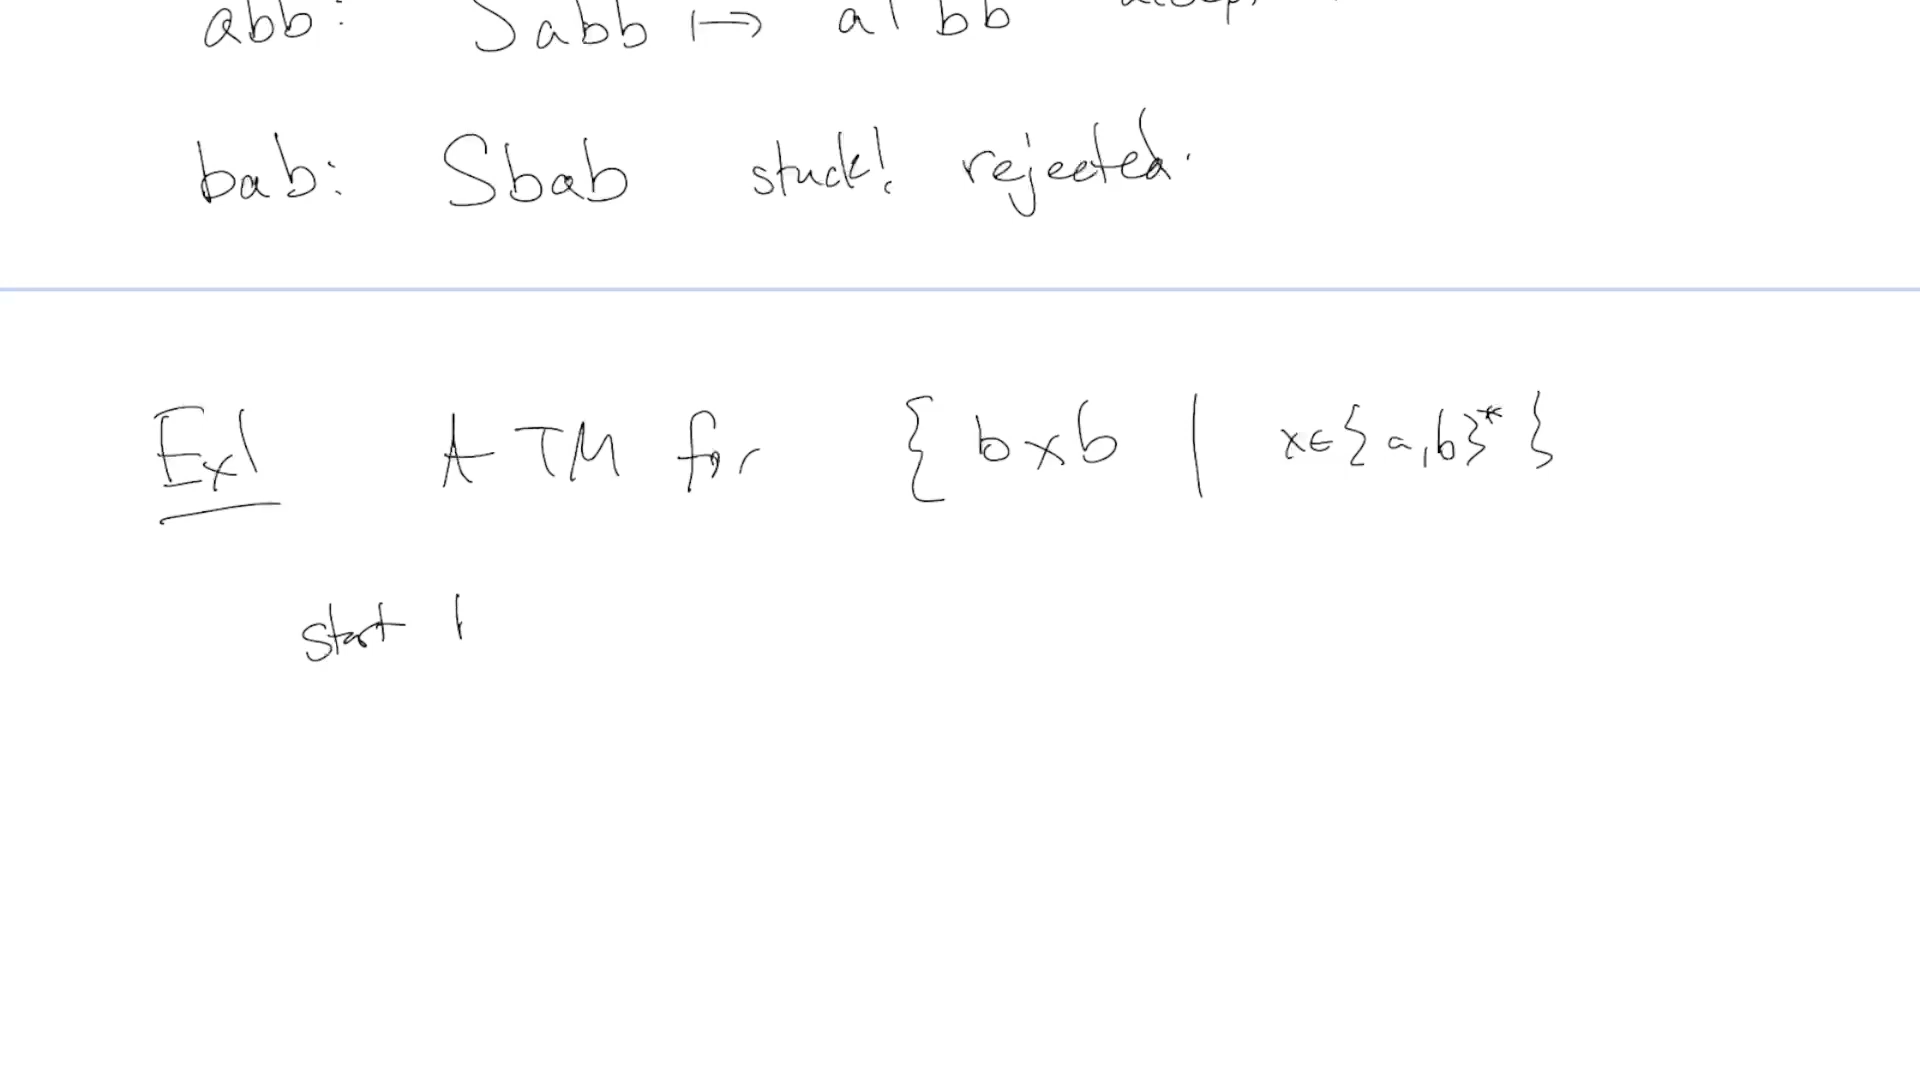 abb: Sabb ↦ a1bb
bab: Sbab stuck! rejected.
Ex1 A TM for { bxb | x∈{a,b}* }
start